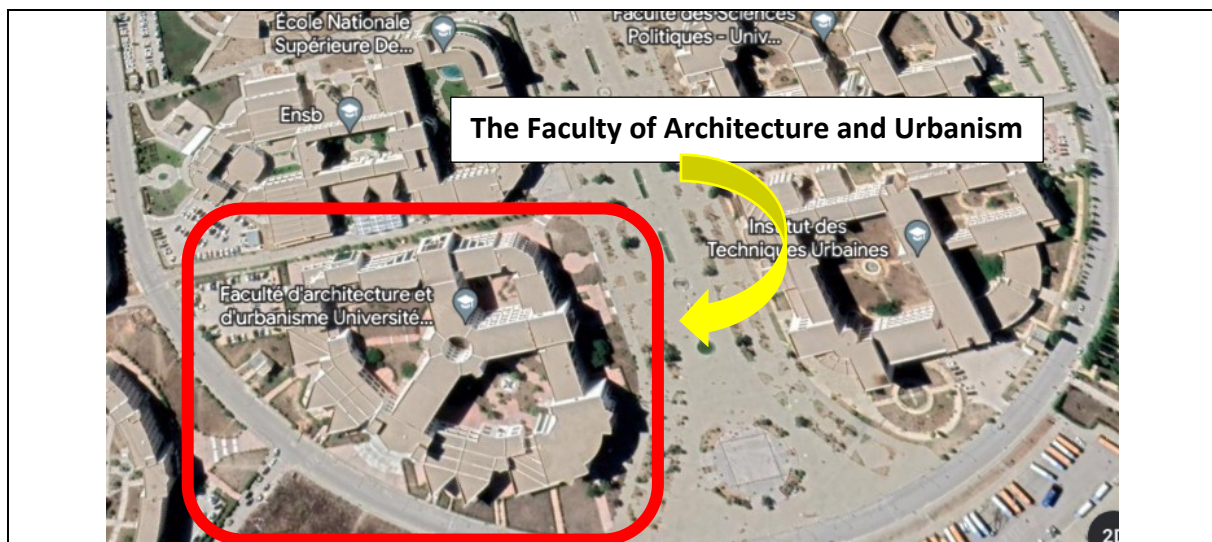 École Nationale
Supérieure De...
Faculté des Sciences
Politiques - Univ...
Ensb
The Faculty of Architecture and Urbanism
Institut des
Techniques Urbaines
Faculté d'architecture et
d'urbanisme Université...
2D